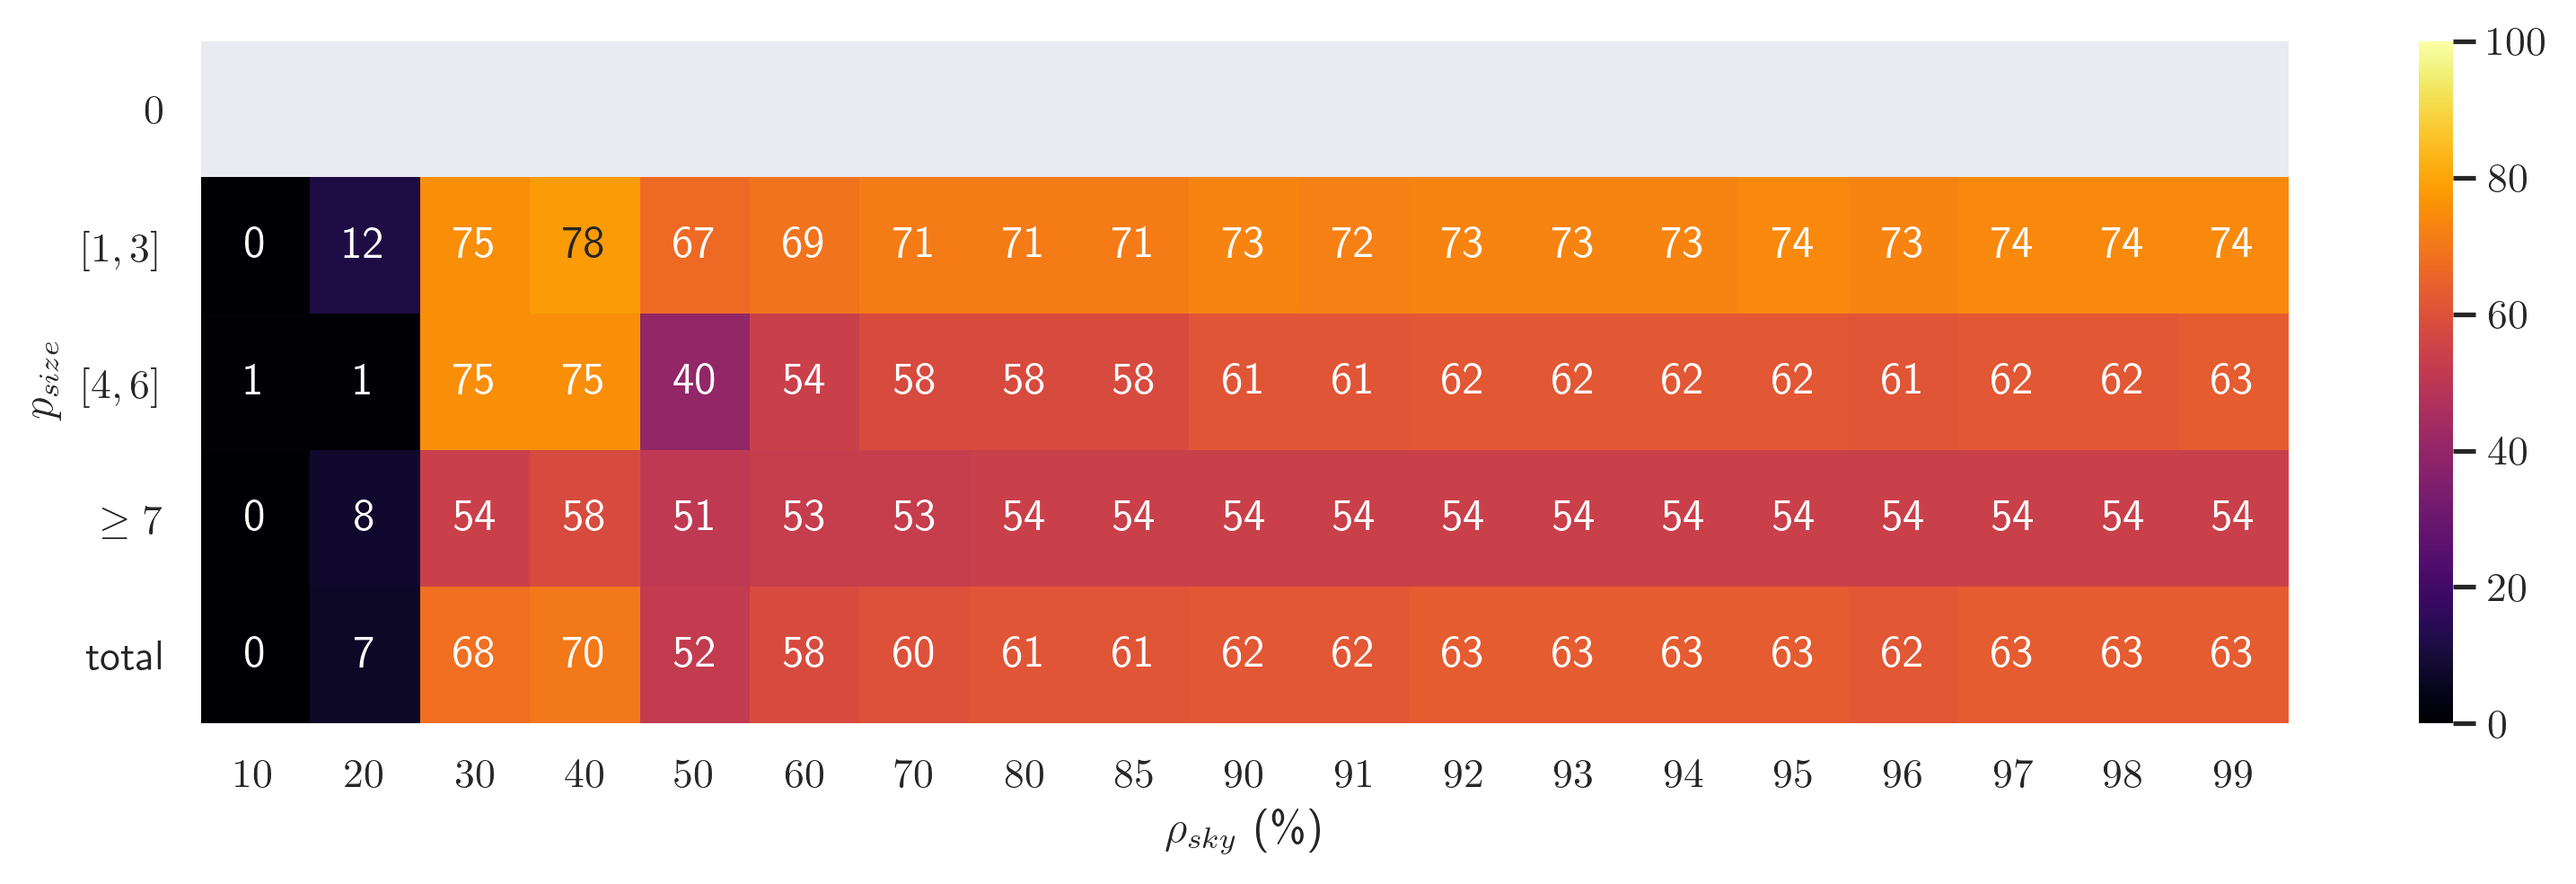 100
0
[1, 3] 0 12 75 78 67 69 71 71 71 73 72 73 73 73 74 73 74 74 74
80
60
p_size
[4, 6] 1 1 75 75 40 54 58 58 58 61 61 62 62 62 62 61 62 62 63
40
≥ 7 0 8 54 58 51 53 53 54 54 54 54 54 54 54 54 54 54 54 54
20
total 0 7 68 70 52 58 60 61 61 62 62 63 63 63 63 62 63 63 63
0
10 20 30 40 50 60 70 80 85 90 91 92 93 94 95 96 97 98 99
ρ_sky (%)